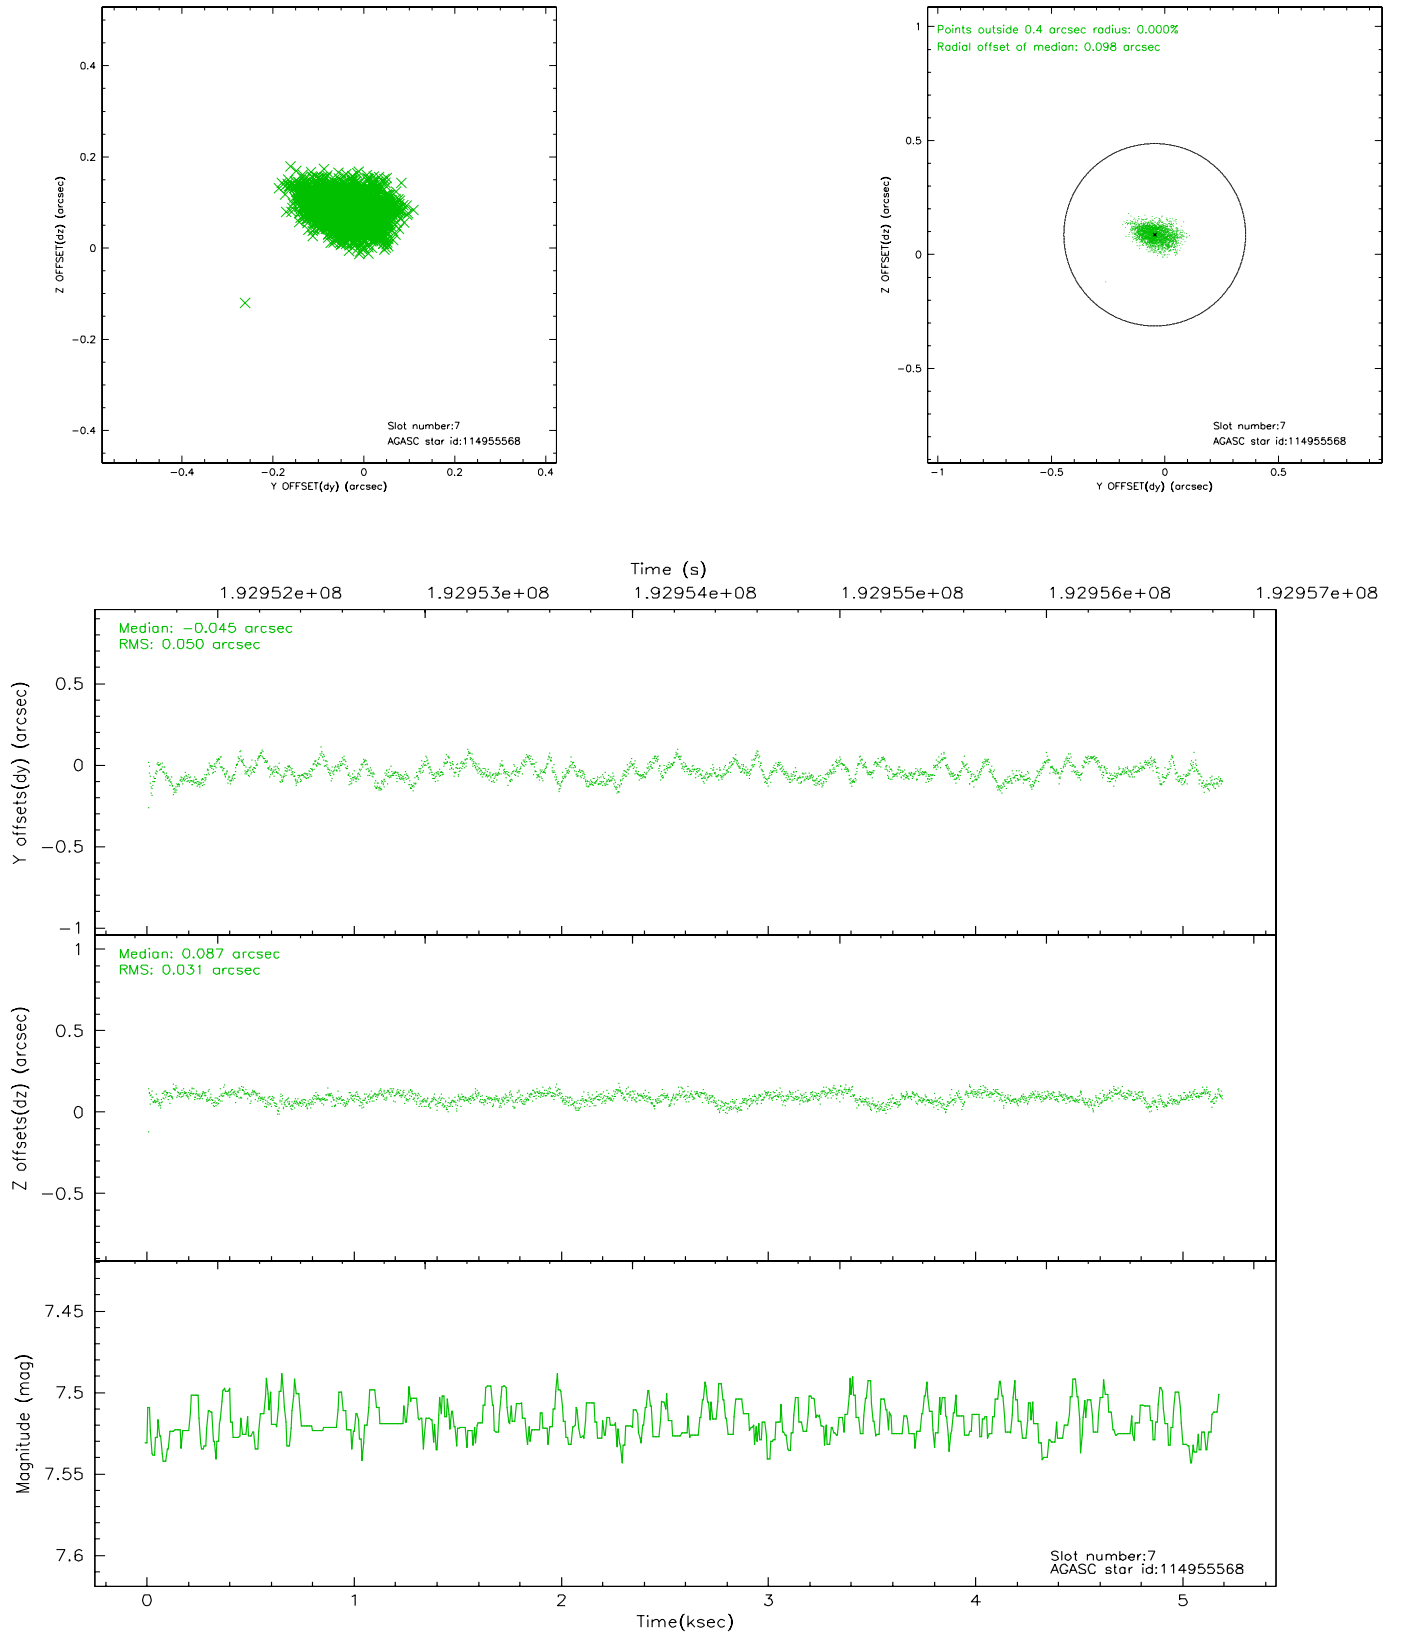 0.4
0.2
0
−0.2
−0.4
Z OFFSET(dz) (arcsec)
Slot number:7
AGASC star id:114955568
−0.4 −0.2 0 0.2 0.4
Y OFFSET(dy) (arcsec)
Points outside 0.4 arcsec radius: 0.000%
Radial offset of median: 0.098 arcsec
1
0.5
0
−0.5
Z OFFSET(dz) (arcsec)
Slot number:7
AGASC star id:114955568
−1 −0.5 0 0.5
Y OFFSET(dy) (arcsec)
Time (s)
1.92952e+08 1.92953e+08 1.92954e+08 1.92955e+08 1.92956e+08 1.92957e+08
Median: −0.045 arcsec
RMS: 0.050 arcsec
0.5
0
−0.5
−1
Y offsets(dy) (arcsec)
Median: 0.087 arcsec
RMS: 0.031 arcsec
1
0.5
0
−0.5
Z offsets(dz) (arcsec)
7.45
7.5
7.55
7.6
Magnitude (mag)
Slot number:7
AGASC star id:114955568
0 1 2 3 4 5
Time(ksec)